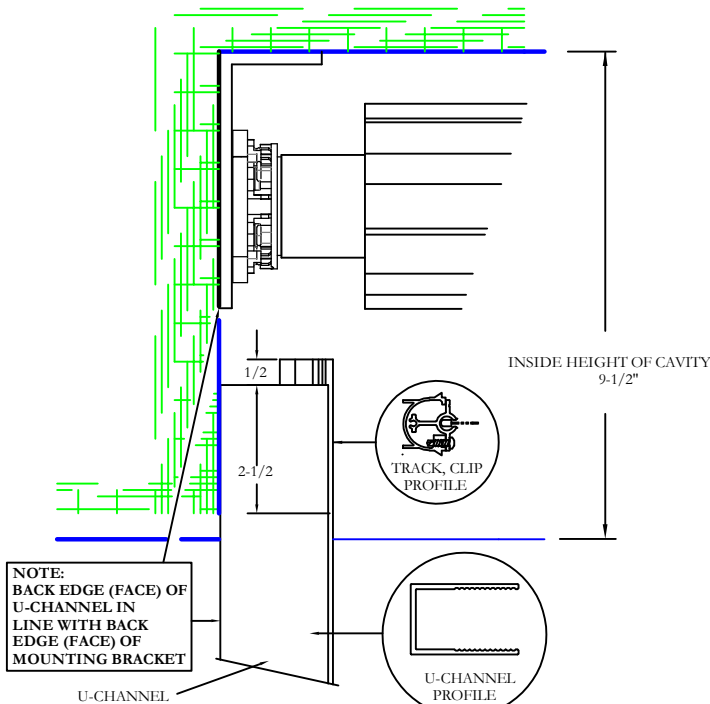 INSIDE HEIGHT OF CAVITY
9-1/2"
1/2
2-1/2
TRACK, CLIP
PROFILE
NOTE:
BACK EDGE (FACE) OF
U-CHANNEL IN
LINE WITH BACK
EDGE (FACE) OF
MOUNTING BRACKET
U-CHANNEL
U-CHANNEL
PROFILE